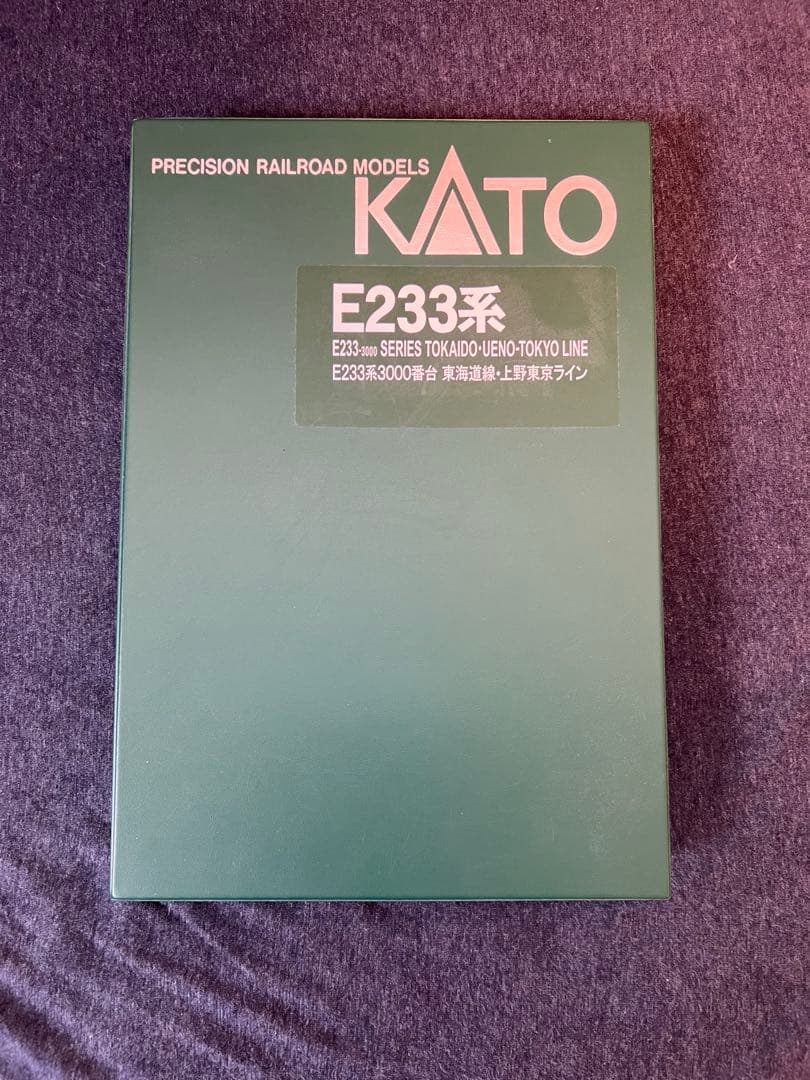 PRECISION RAILROAD MODELS
KATO
E233系
E233-3000 SERIES TOKAIDO・UENO-TOKYO LINE
E233系3000番台 東海道線・上野東京ライン